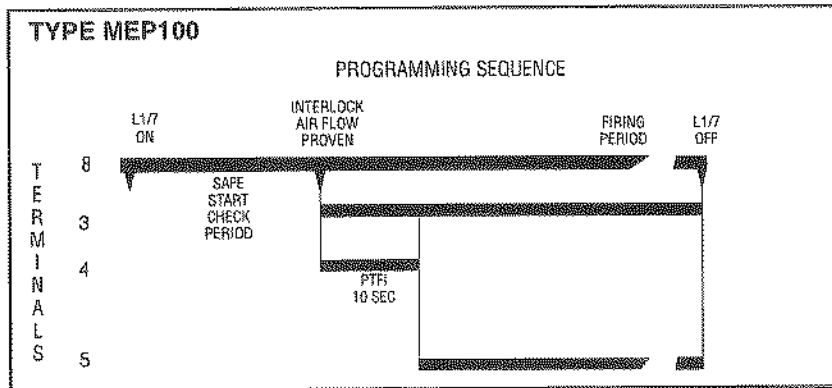 TYPE MEP100
PROGRAMMING SEQUENCE
L1/7
ON
INTERLOCK
AIR FLOW
PROVEN
FIRING
PERIOD
L1/7
OFF
TERMINALS
8
SAFE
START
CHECK
PERIOD
3
4
PTFI
10 SEC
5